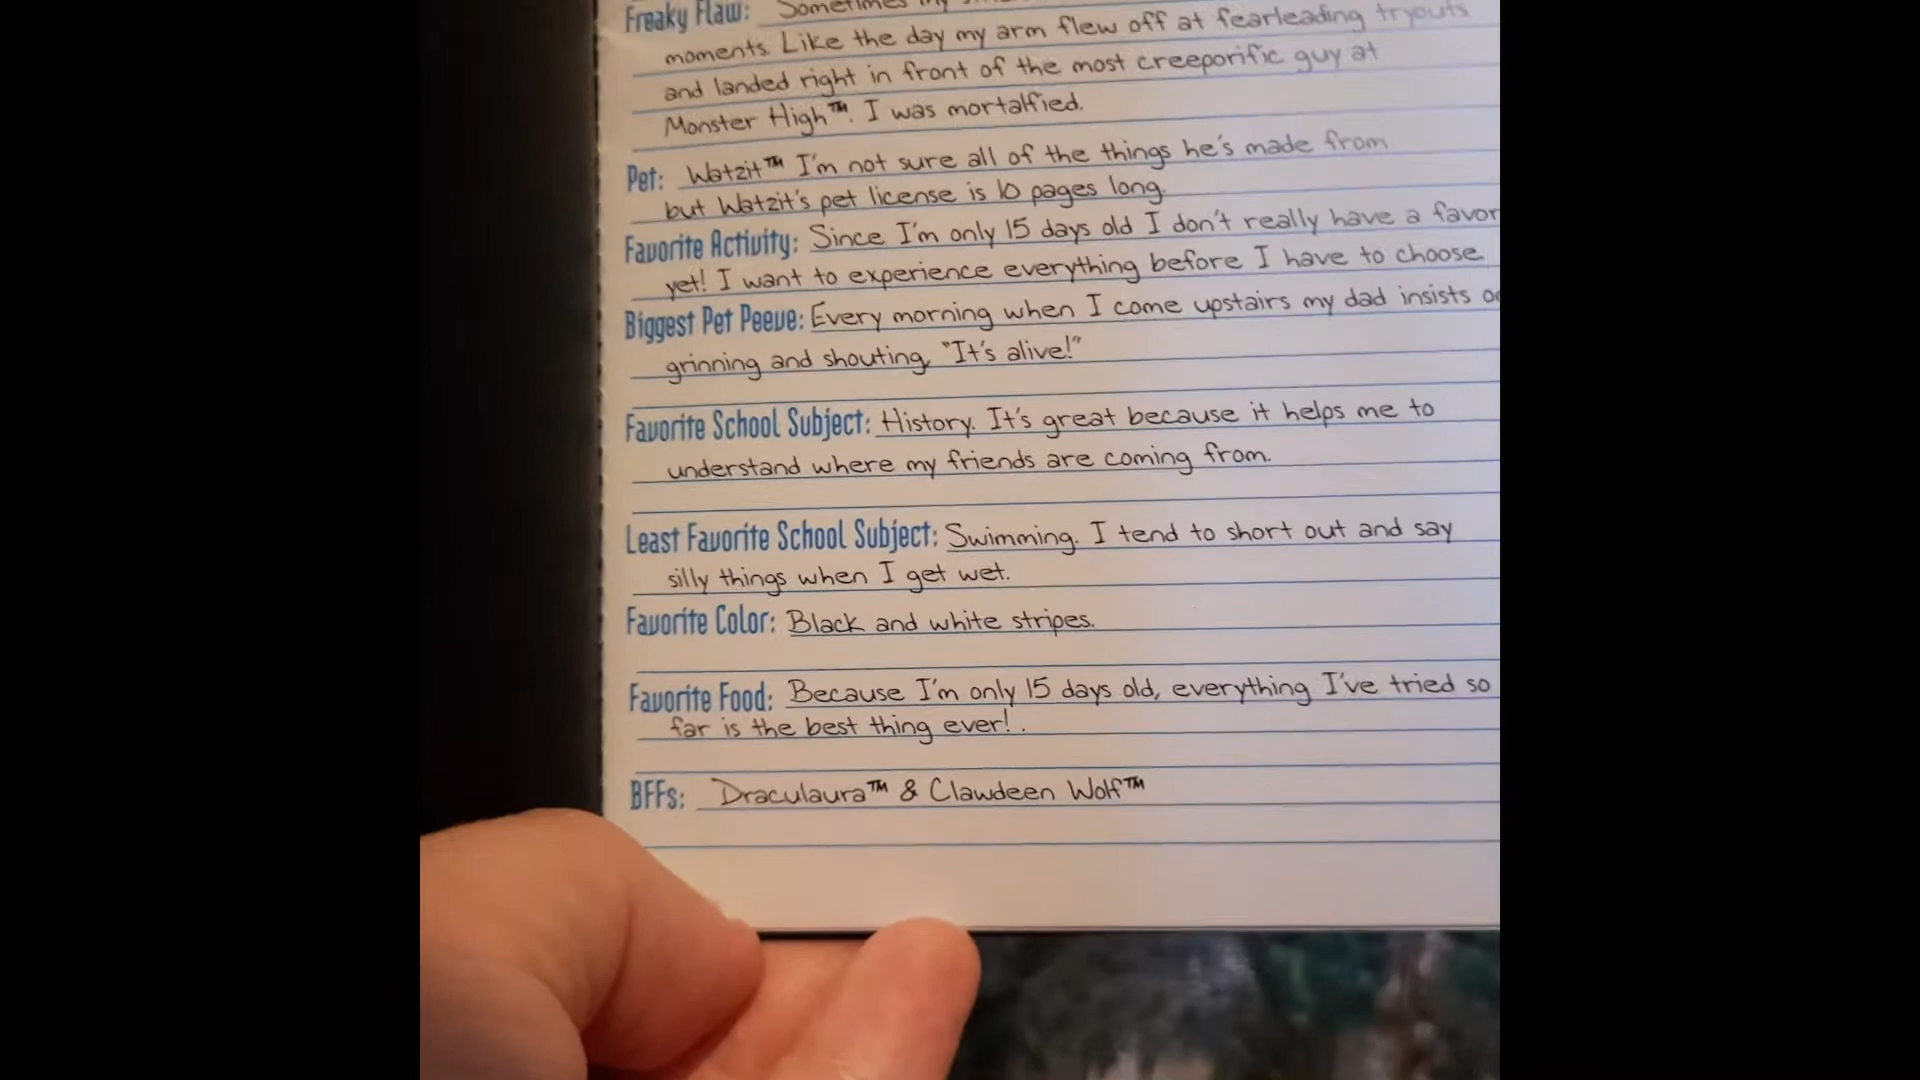 Freaky Flaw: Sometimes my
moments. Like the day my arm flew off at fearleading tryouts
and landed right in front of the most creeporific guy at
Monster High™. I was mortalfied.
Pet: Watzit™ I'm not sure all of the things he's made from
but Watzit's pet license is 10 pages long.
Favorite Activity: Since I'm only 15 days old I don't really have a favor
yet! I want to experience everything before I have to choose.
Biggest Pet Peeve: Every morning when I come upstairs my dad insists
grinning and shouting, "It's alive!"
Favorite School Subject: History. It's great because it helps me to
understand where my friends are coming from.
Least Favorite School Subject: Swimming. I tend to short out and say
silly things when I get wet.
Favorite Color: Black and white stripes.
Favorite Food: Because I'm only 15 days old, everything I've tried so
far is the best thing ever!.
BFFs: Draculaura™ & Clawdeen Wolf™